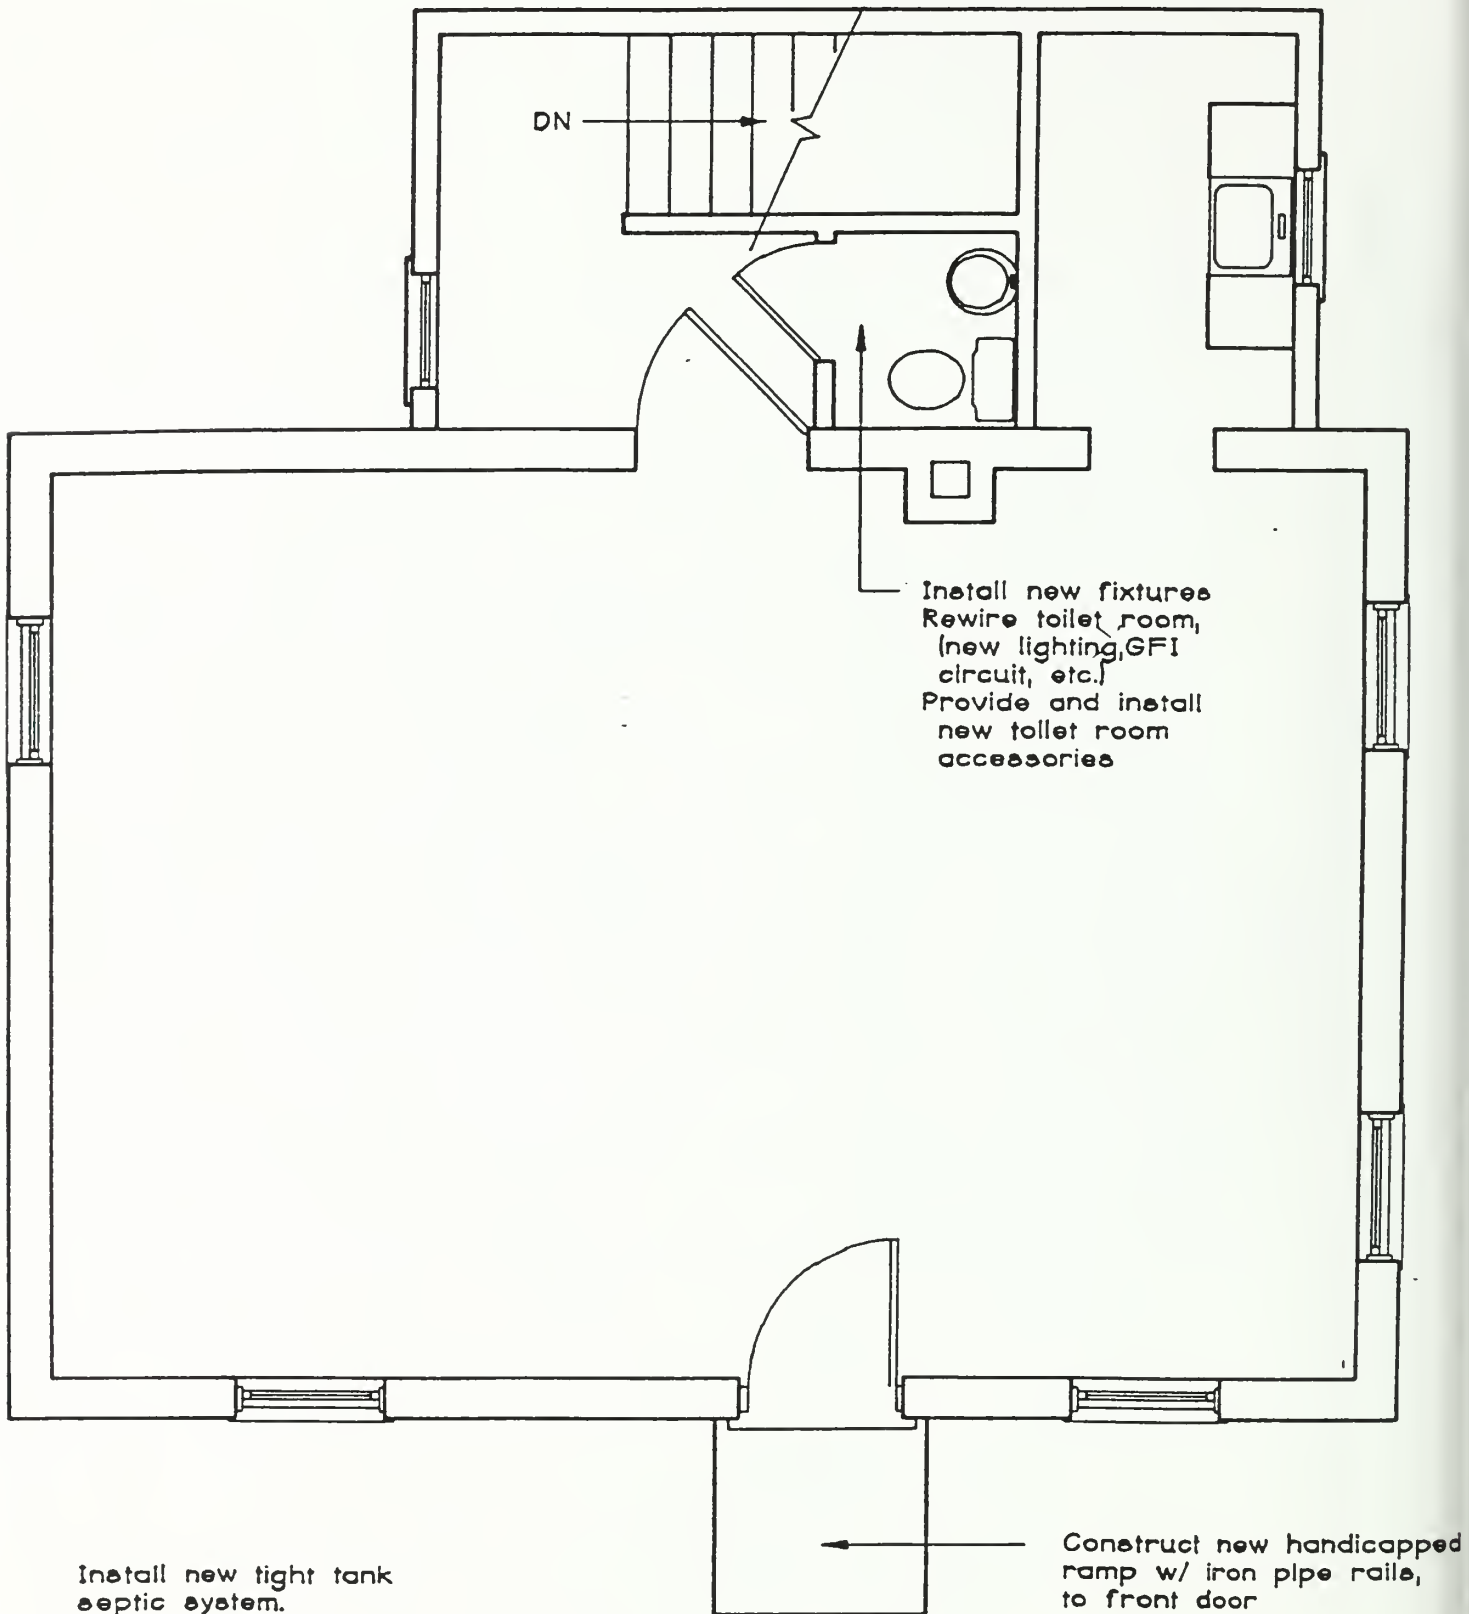 DN
Install new fixtures
Rewire toilet room,
(new lighting,GFI
circuit, etc.)
Provide and install
new toilet room
accessories
Install new tight tank
septic system.
Construct new handicapped
ramp w/ iron pipe rails,
to front door